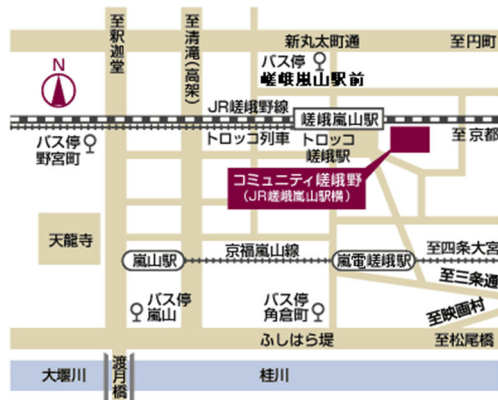 至釈迦堂
至清滝(高架)
新丸太町通
至円町
バス停
嵯峨嵐山駅前
N
JR嵯峨野線
嵯峨嵐山駅
至京都
バス停
野宮町
トロッコ列車
トロッコ
嵯峨駅
コミュニティ嵯峨野
(JR嵯峨嵐山駅横)
天龍寺
嵐山駅
京福嵐山線
嵐電嵯峨駅
至四条大宮
至三条通
バス停
嵐山
バス停
角倉町
至映画村
ふしはら堤
至松尾橋
大堰川
渡月橋
桂川